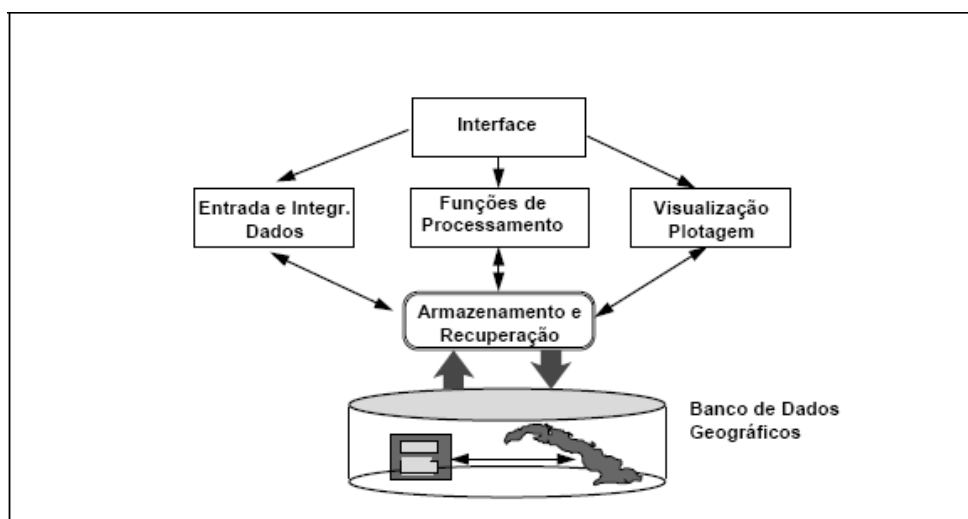 Interface
Entrada e Integr.
Dados
Funções de
Processamento
Visualização
Plotagem
Armazenamento e
Recuperação
Banco de Dados
Geográficos